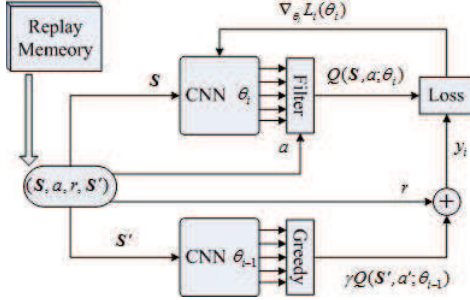 Replay
Memeory
∇θᵢ Lᵢ(θᵢ)
S
CNN θᵢ
Filter
Q(S,a;θᵢ)
Loss
a
yᵢ
(S,a,r,S')
r
+
S'
CNN θᵢ₋₁
Greedy
γQ(S',a';θᵢ₋₁)